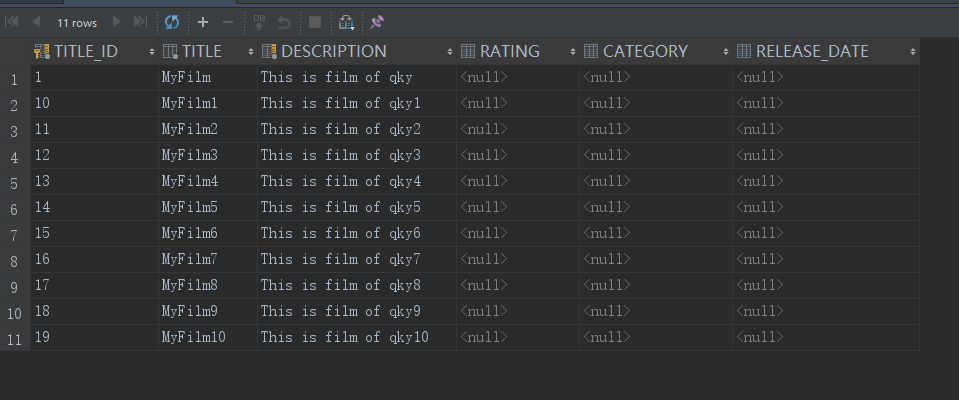 11 rows DB
TITLE_ID TITLE DESCRIPTION RATING CATEGORY RELEASE_DATE
1 1 MyFilm This is film of qky <null> <null> <null>
2 10 MyFilm1 This is film of qky1 <null> <null> <null>
3 11 MyFilm2 This is film of qky2 <null> <null> <null>
4 12 MyFilm3 This is film of qky3 <null> <null> <null>
5 13 MyFilm4 This is film of qky4 <null> <null> <null>
6 14 MyFilm5 This is film of qky5 <null> <null> <null>
7 15 MyFilm6 This is film of qky6 <null> <null> <null>
8 16 MyFilm7 This is film of qky7 <null> <null> <null>
9 17 MyFilm8 This is film of qky8 <null> <null> <null>
10 18 MyFilm9 This is film of qky9 <null> <null> <null>
11 19 MyFilm10 This is film of qky10 <null> <null> <null>